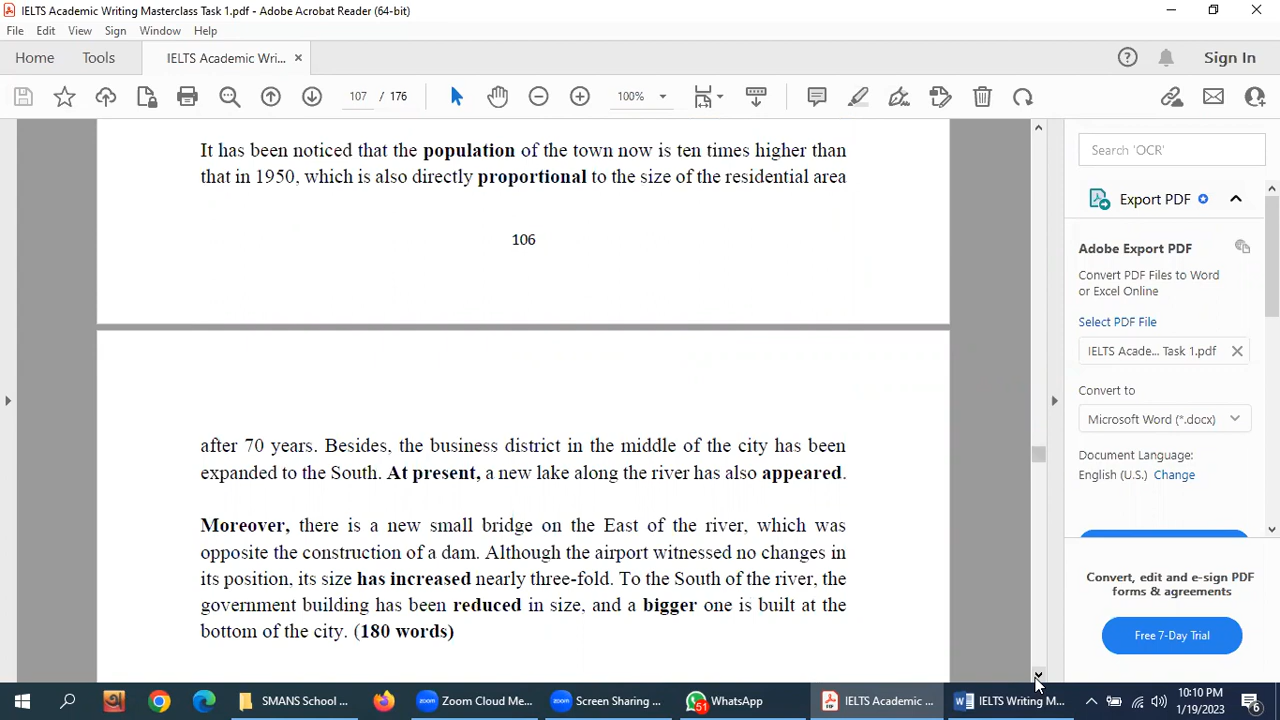 IELTS Academic Writing Masterclass Task 1.pdf - Adobe Acrobat Reader (64-bit)
File Edit View Sign Window Help
Home Tools IELTS Academic Wri... × Sign In
107 / 176 100%
It has been noticed that the population of the town now is ten times higher than
that in 1950, which is also directly proportional to the size of the residential area
106
after 70 years. Besides, the business district in the middle of the city has been
expanded to the South. At present, a new lake along the river has also appeared.
Moreover, there is a new small bridge on the East of the river, which was
opposite the construction of a dam. Although the airport witnessed no changes in
its position, its size has increased nearly three-fold. To the South of the river, the
government building has been reduced in size, and a bigger one is built at the
bottom of the city. (180 words)
Search 'OCR'
Export PDF
Adobe Export PDF
Convert PDF Files to Word
or Excel Online
Select PDF File
IELTS Acade... Task 1.pdf
Convert to
Microsoft Word (*.docx)
Document Language:
English (U.S.) Change
Convert, edit and e-sign PDF
forms & agreements
Free 7-Day Trial
SMANS School ... zoom Zoom Cloud Me... zoom Screen Sharing ... 51 WhatsApp IELTS Academic ... IELTS Writing M... 10:10 PM
1/19/2023 6